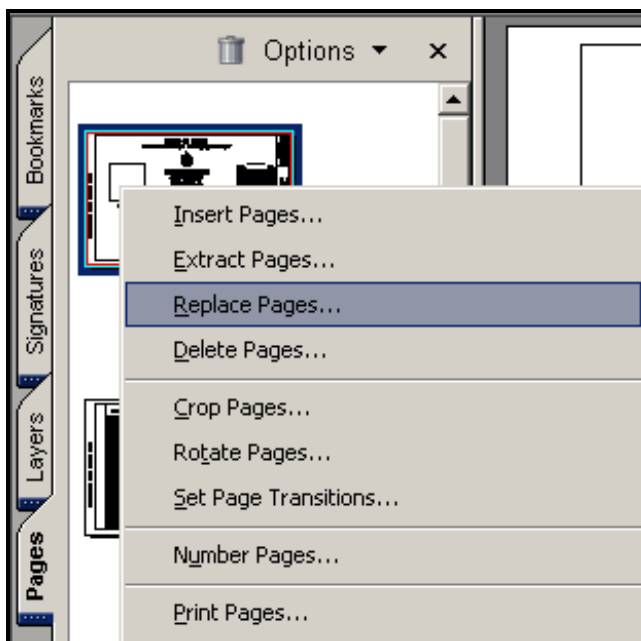 Options
Bookmarks
Signatures
Layers
Pages
Insert Pages...
Extract Pages...
Replace Pages...
Delete Pages...
Crop Pages...
Rotate Pages...
Set Page Transitions...
Number Pages...
Print Pages...